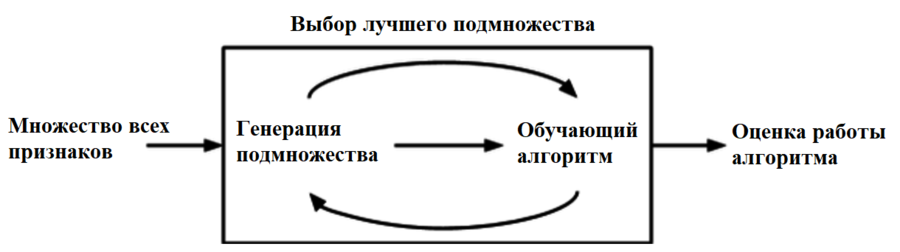 Выбор лучшего подмножества
Множество всех
признаков
Генерация
подмножества
Обучающий
алгоритм
Оценка работы
алгоритма